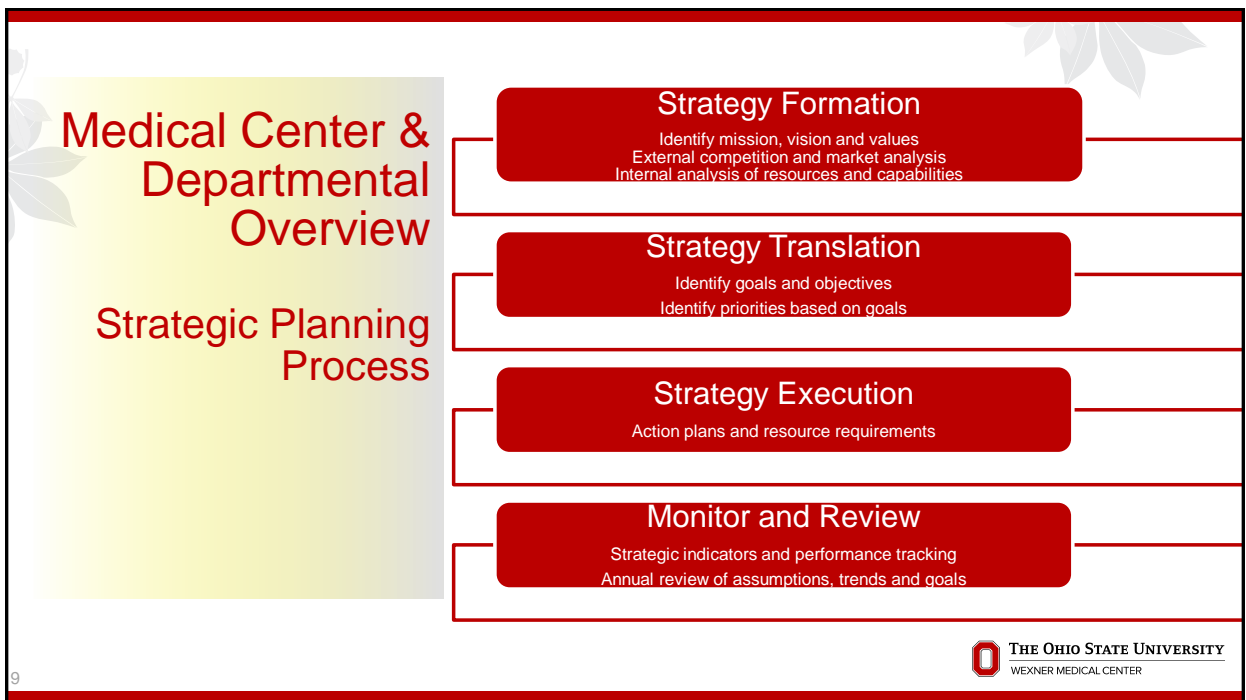 Medical Center &
Departmental
Overview
Strategic Planning
Process
Strategy Formation
Identify mission, vision and values
External competition and market analysis
Internal analysis of resources and capabilities
Strategy Translation
Identify goals and objectives
Identify priorities based on goals
Strategy Execution
Action plans and resource requirements
Monitor and Review
Strategic indicators and performance tracking
Annual review of assumptions, trends and goals
THE OHIO STATE UNIVERSITY
WEXNER MEDICAL CENTER
9